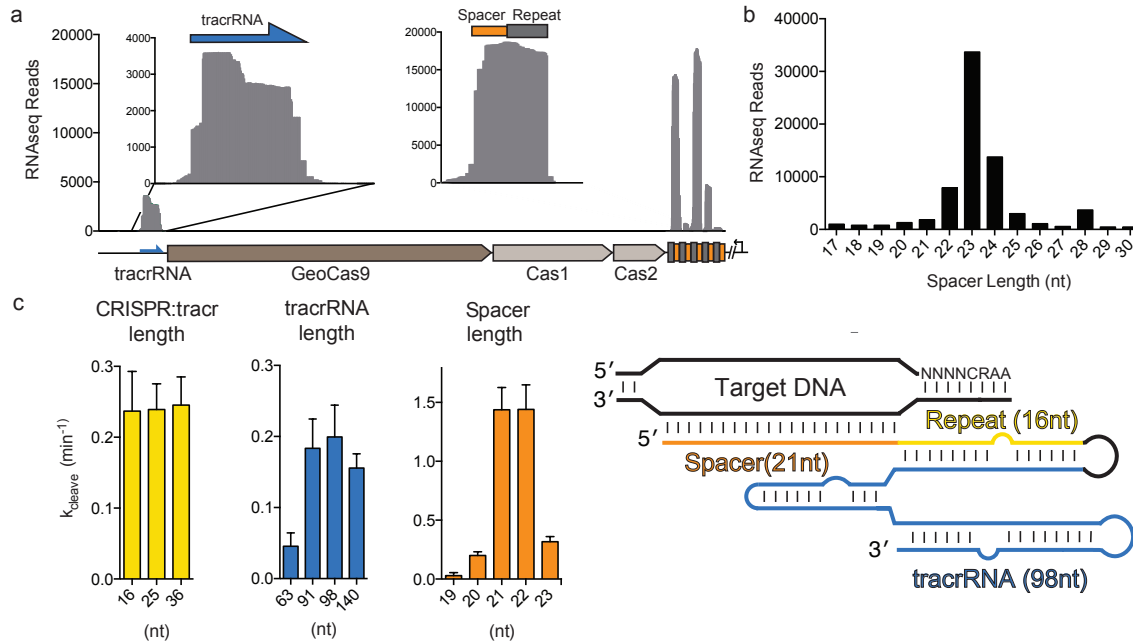 a
tracrRNA
Spacer
Repeat
RNAseq Reads
20000
15000
10000
5000
0
4000
3000
2000
1000
0
20000
15000
10000
5000
0
tracrRNA
GeoCas9
Cas1
Cas2
b
RNAseq Reads
40000
30000
20000
10000
0
17 18 19 20 21 22 23 24 25 26 27 28 29 30
Spacer Length (nt)
c
CRISPR:tracr
length
k cleave (min⁻¹)
0.3
0.2
0.1
0.0
16 25 36
(nt)
tracrRNA
length
0.3
0.2
0.1
0.0
63 91 98 140
(nt)
Spacer
length
1.5
1.0
0.5
0.0
19 20 21 22 23
(nt)
5′
3′
Target DNA
NNNNCRAA
5′
Repeat (16nt)
Spacer(21nt)
3′
tracrRNA (98nt)